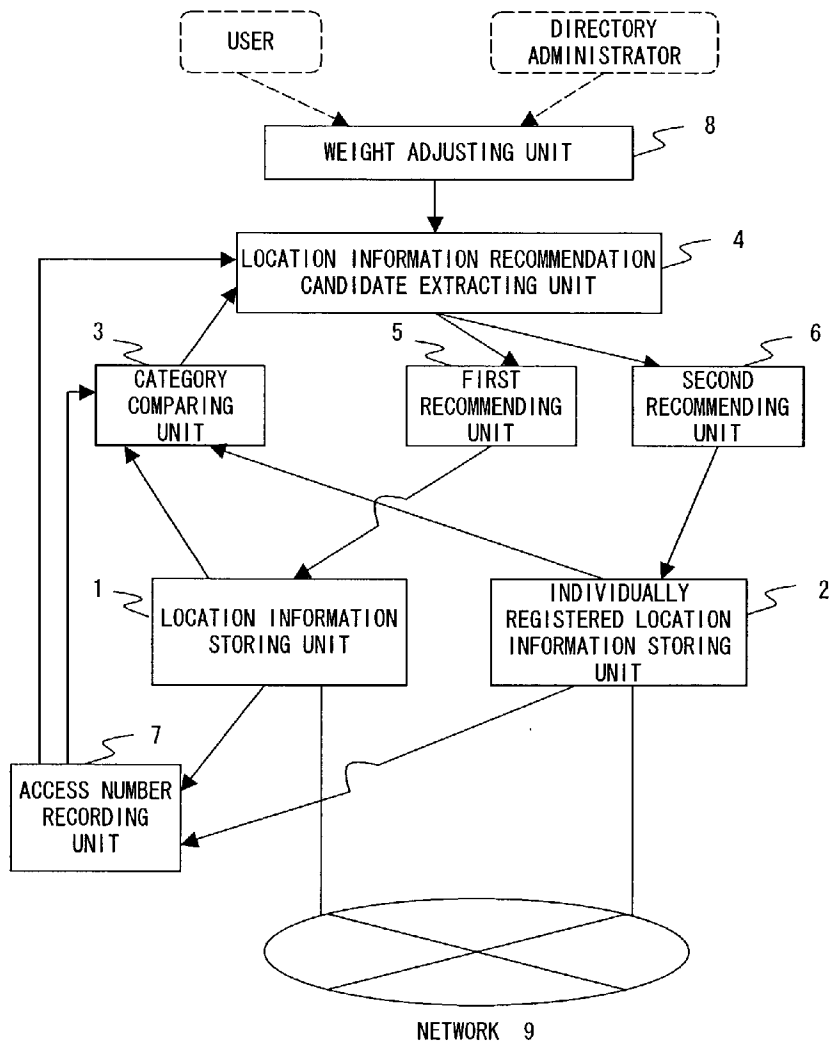 USER
DIRECTORY
ADMINISTRATOR
8
WEIGHT ADJUSTING UNIT
4
LOCATION INFORMATION RECOMMENDATION
CANDIDATE EXTRACTING UNIT
3
CATEGORY
COMPARING
UNIT
5
FIRST
RECOMMENDING
UNIT
6
SECOND
RECOMMENDING
UNIT
1
LOCATION INFORMATION
STORING UNIT
2
INDIVIDUALLY
REGISTERED LOCATION
INFORMATION STORING
UNIT
7
ACCESS NUMBER
RECORDING
UNIT
NETWORK 9